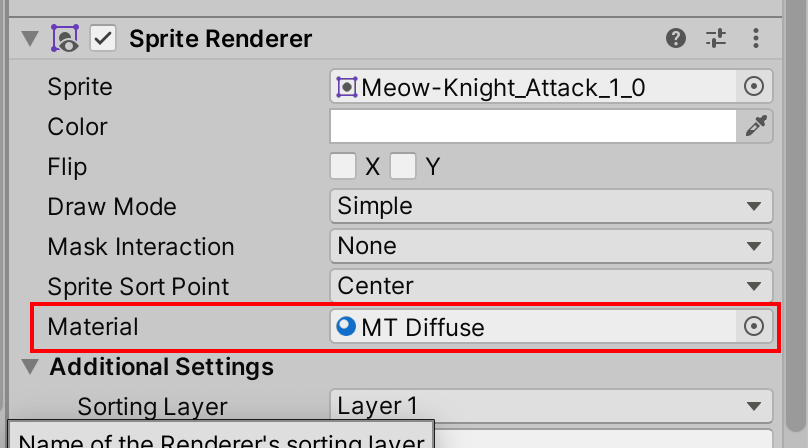 Sprite Renderer
Sprite Meow-Knight_Attack_1_0
Color
Flip X Y
Draw Mode Simple
Mask Interaction None
Sprite Sort Point Center
Material MT Diffuse
Additional Settings
Sorting Layer Layer 1
Name of the Renderer's sorting layer